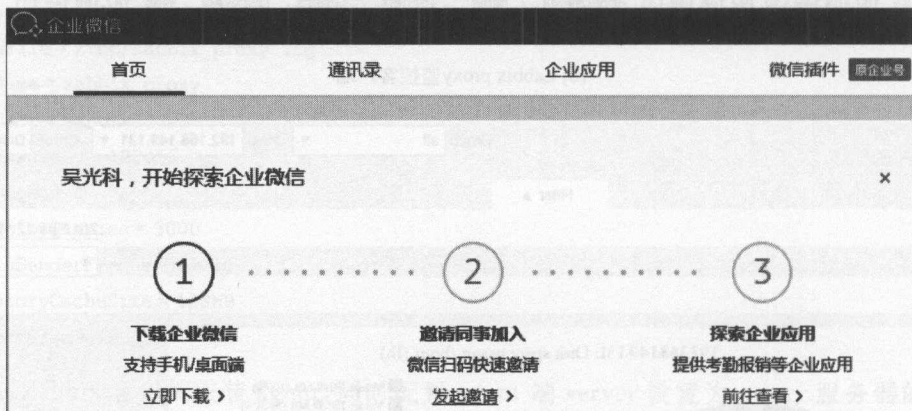 企业微信
首页 通讯录 企业应用 微信插件 原企业号
吴光科，开始探索企业微信 ×
1 2 3
下载企业微信 邀请同事加入 探索企业应用
支持手机/桌面端 微信扫码快速邀请 提供考勤报销等企业应用
立即下载 > 发起邀请 > 前往查看 >